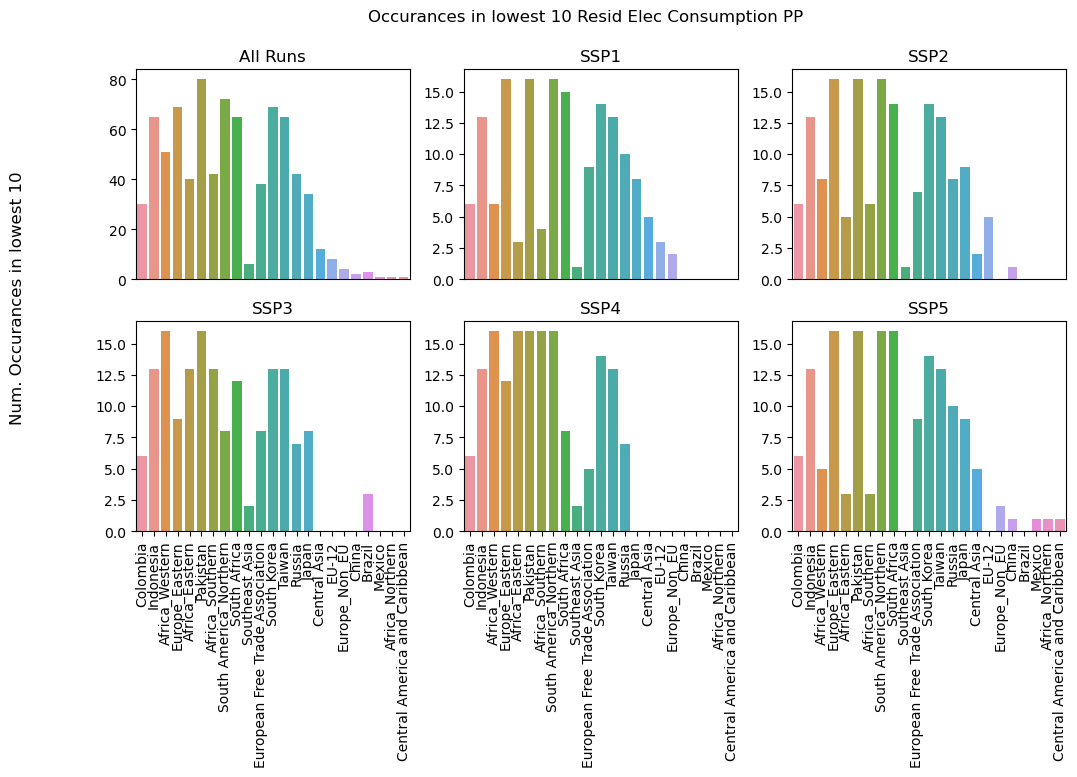 Occurances in lowest 10 Resid Elec Consumption PP
Num. Occurances in lowest 10
All Runs
80
60
40
20
0
SSP1
15.0
12.5
10.0
7.5
5.0
2.5
0.0
SSP2
15.0
12.5
10.0
7.5
5.0
2.5
0.0
SSP3
15.0
12.5
10.0
7.5
5.0
2.5
0.0
Colombia
Indonesia
Africa_Western
Europe_Eastern
Africa_Eastern
Pakistan
Africa_Southern
South America_Northern
South Africa
Southeast Asia
European Free Trade Association
South Korea
Taiwan
Russia
Japan
Central Asia
EU-12
Europe_Non_EU
China
Brazil
Mexico
Africa_Northern
Central America and Caribbean
SSP4
15.0
12.5
10.0
7.5
5.0
2.5
0.0
Colombia
Indonesia
Africa_Western
Europe_Eastern
Africa_Eastern
Pakistan
Africa_Southern
South America_Northern
South Africa
Southeast Asia
European Free Trade Association
South Korea
Taiwan
Russia
Japan
Central Asia
EU-12
Europe_Non_EU
China
Brazil
Mexico
Africa_Northern
Central America and Caribbean
SSP5
15.0
12.5
10.0
7.5
5.0
2.5
0.0
Colombia
Indonesia
Africa_Western
Europe_Eastern
Africa_Eastern
Pakistan
Africa_Southern
South America_Northern
South Africa
Southeast Asia
European Free Trade Association
South Korea
Taiwan
Russia
Japan
Central Asia
EU-12
Europe_Non_EU
China
Brazil
Mexico
Africa_Northern
Central America and Caribbean